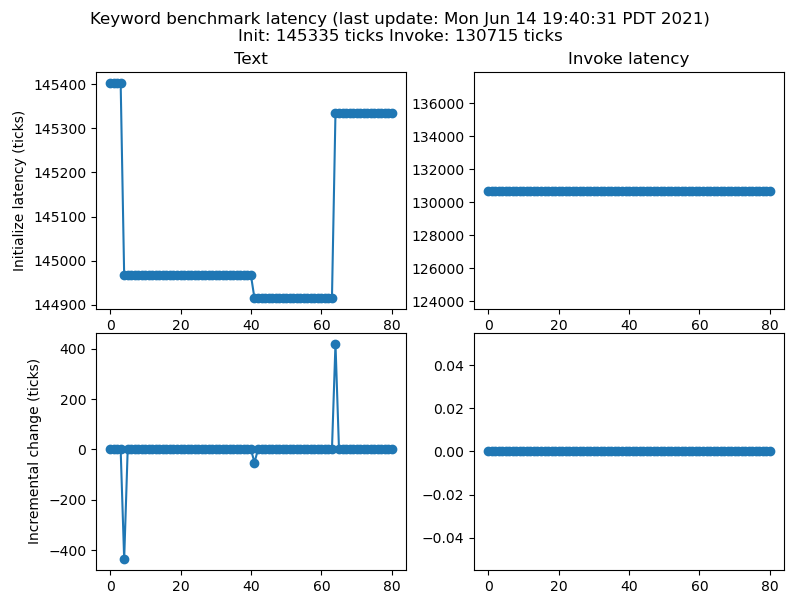 Keyword benchmark latency (last update: Mon Jun 14 19:40:31 PDT 2021)
Init: 145335 ticks Invoke: 130715 ticks
Text
Invoke latency
Initialize latency (ticks)
145400
145300
145200
145100
145000
144900
0 20 40 60 80
136000
134000
132000
130000
128000
126000
124000
0 20 40 60 80
Incremental change (ticks)
400
200
0
−200
−400
0 20 40 60 80
0.04
0.02
0.00
−0.02
−0.04
0 20 40 60 80